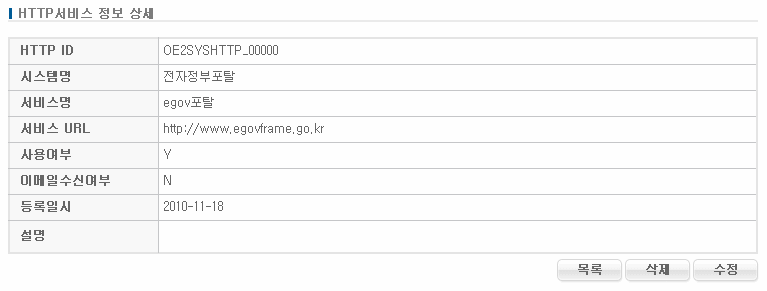 HTTP서비스 정보 상세
HTTP ID OE2SYSHTTP_00000
시스템명 전자정부포탈
서비스명 egov포탈
서비스 URL http://www.egovframe.go.kr
사용여부 Y
이메일수신여부 N
등록일시 2010-11-18
설명
목록 삭제 수정